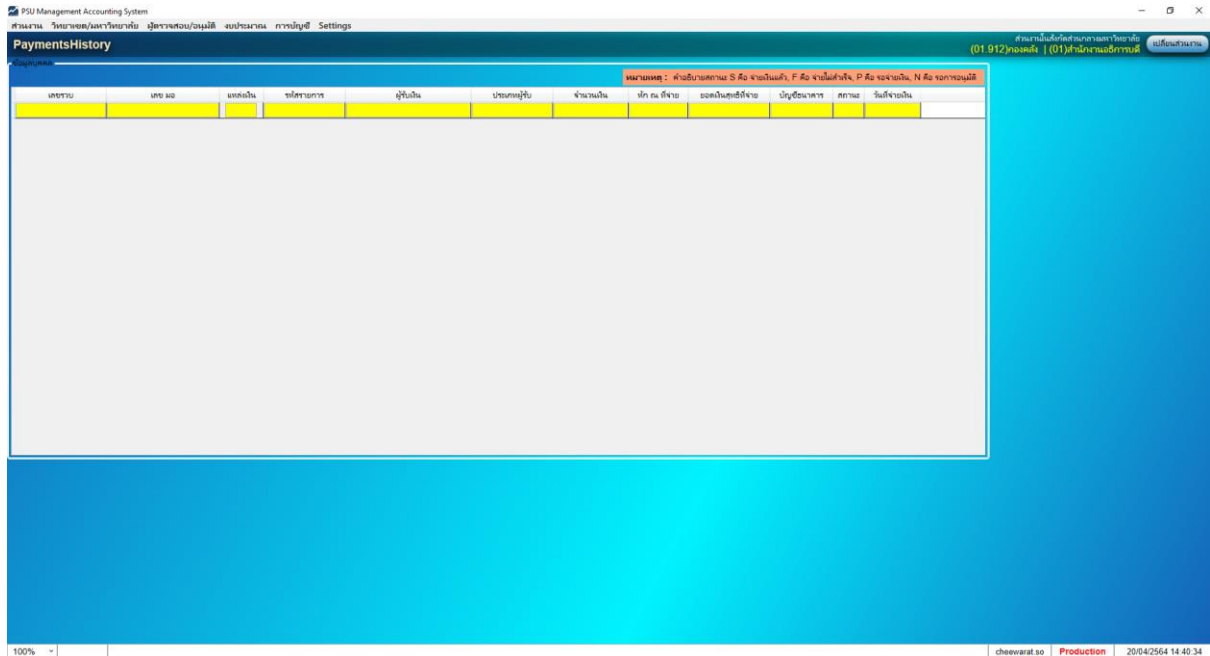 PSU Management Accounting System
ส่วนงาน วิทยาเขต/มหาวิทยาลัย ผู้ตรวจสอบ/อนุมัติ งบประมาณ การบัญชี Settings
PaymentsHistory
ส่วนงานนั้นสังกัดส่วนกลางมหาวิทยาลัย
(01.912)กองคลัง | (01)สำนักงานอธิการบดี
เปลี่ยนส่วนงาน
ข้อมูลบุคคล
หมายเหตุ : คำอธิบายสถานะ S คือ จ่ายเงินแล้ว, F คือ จ่ายไม่สำเร็จ, P คือ รอจ่ายเงิน, N คือ รอการอนุมัติ
เลขรวบ เลข มอ แหล่งเงิน รหัสรายการ ผู้รับเงิน ประเภทผู้รับ จำนวนเงิน หัก ณ ที่จ่าย ยอดเงินสุทธิที่จ่าย บัญชีธนาคาร สถานะ วันที่จ่ายเงิน
100% cheewarat.so Production 20/04/2564 14:40:34